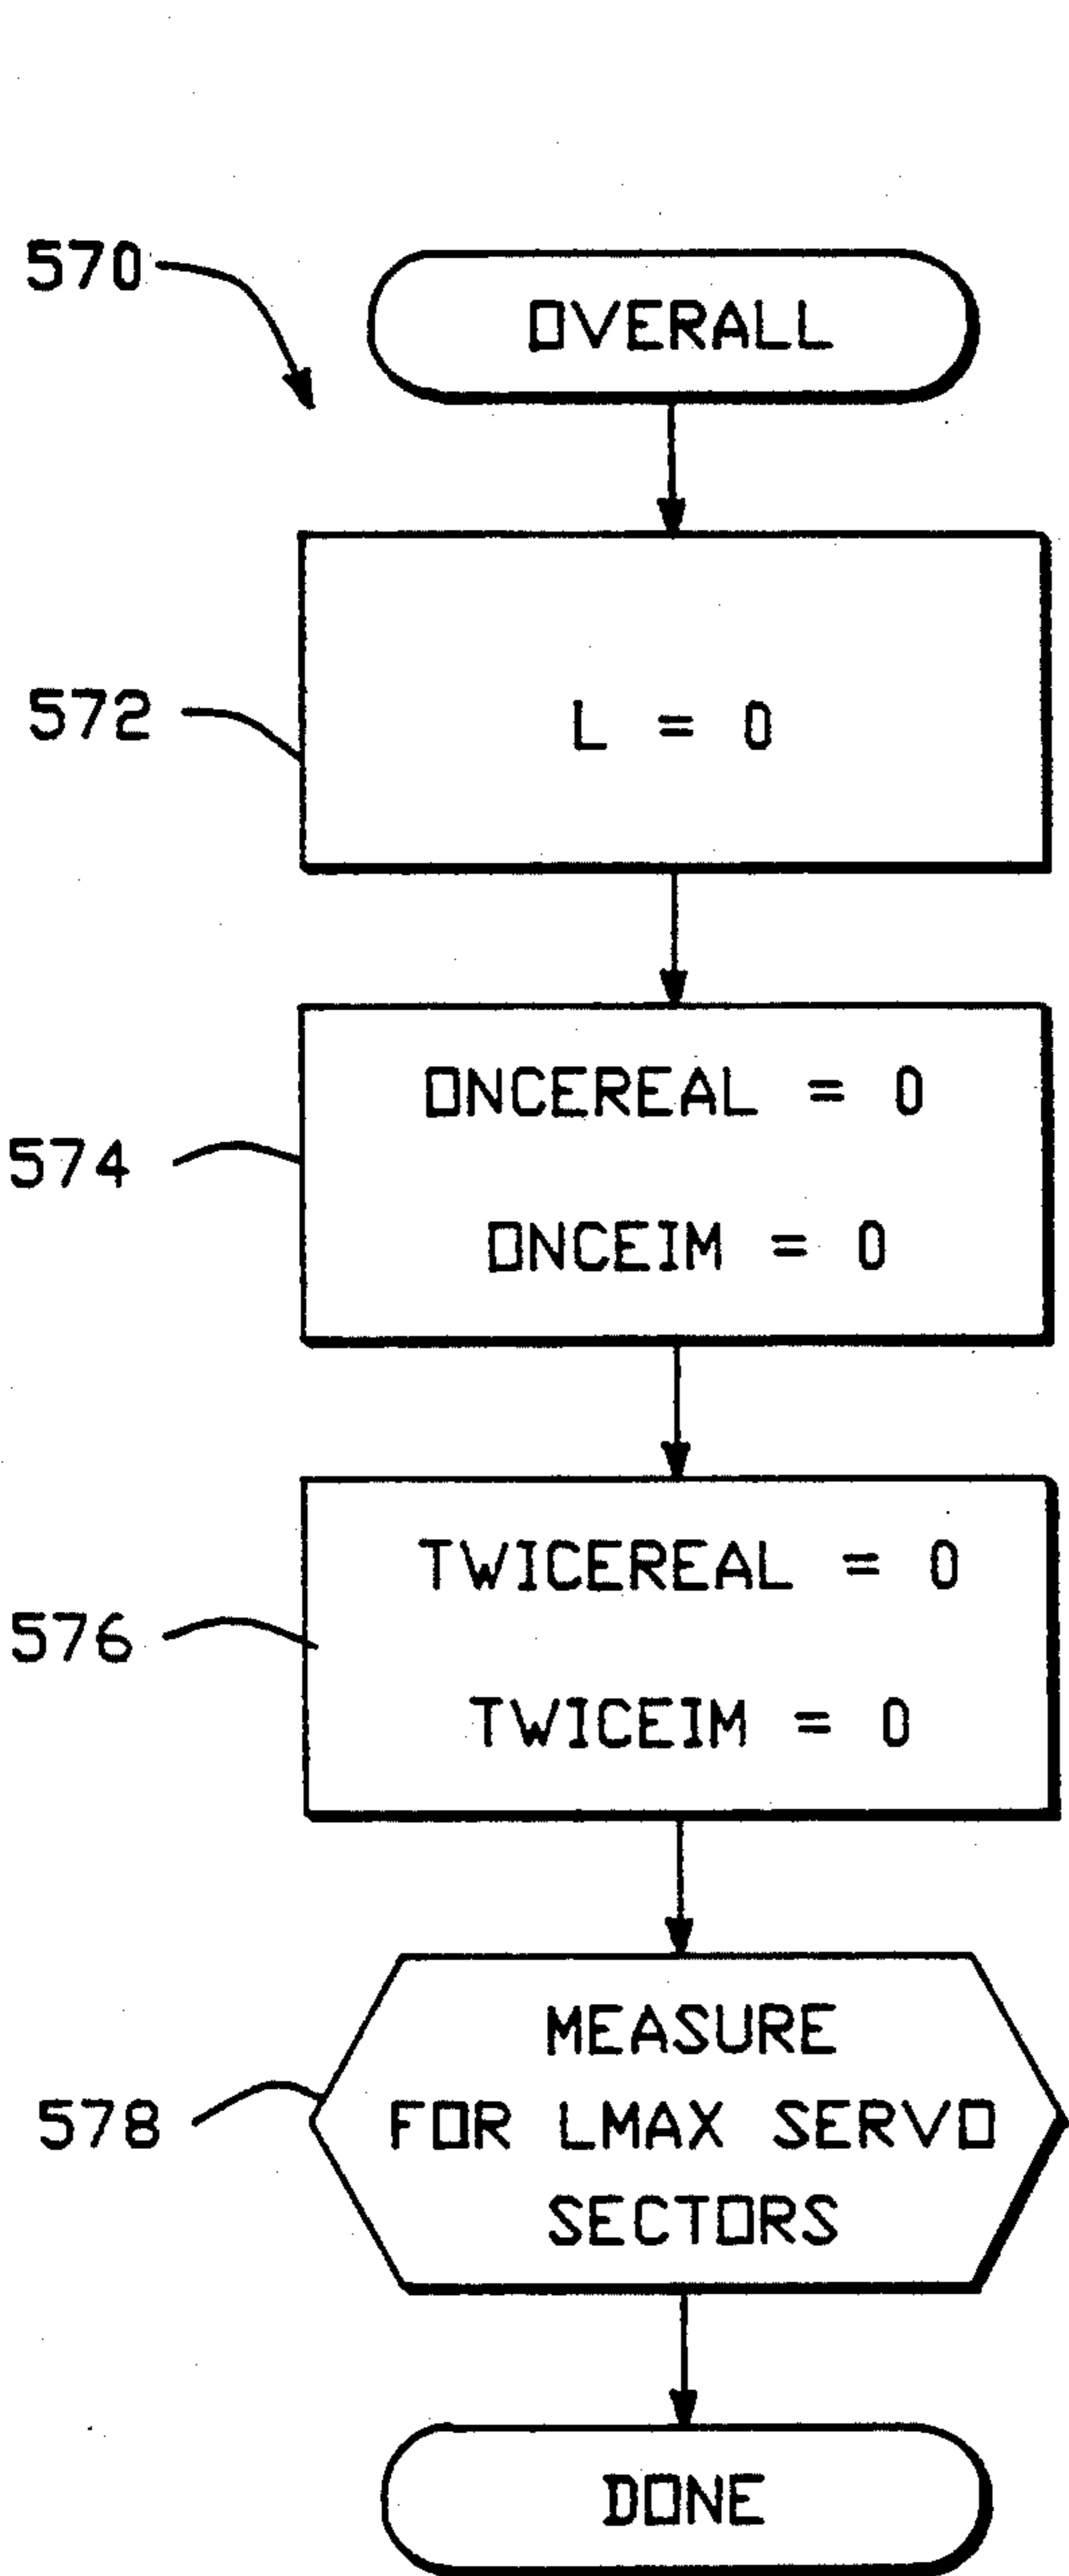 570
OVERALL
572
L = 0
ONCEREAL = 0
574
ONCEIM = 0
TWICEREAL = 0
576
TWICEIM = 0
MEASURE
578
FOR LMAX SERVO
SECTORS
DONE